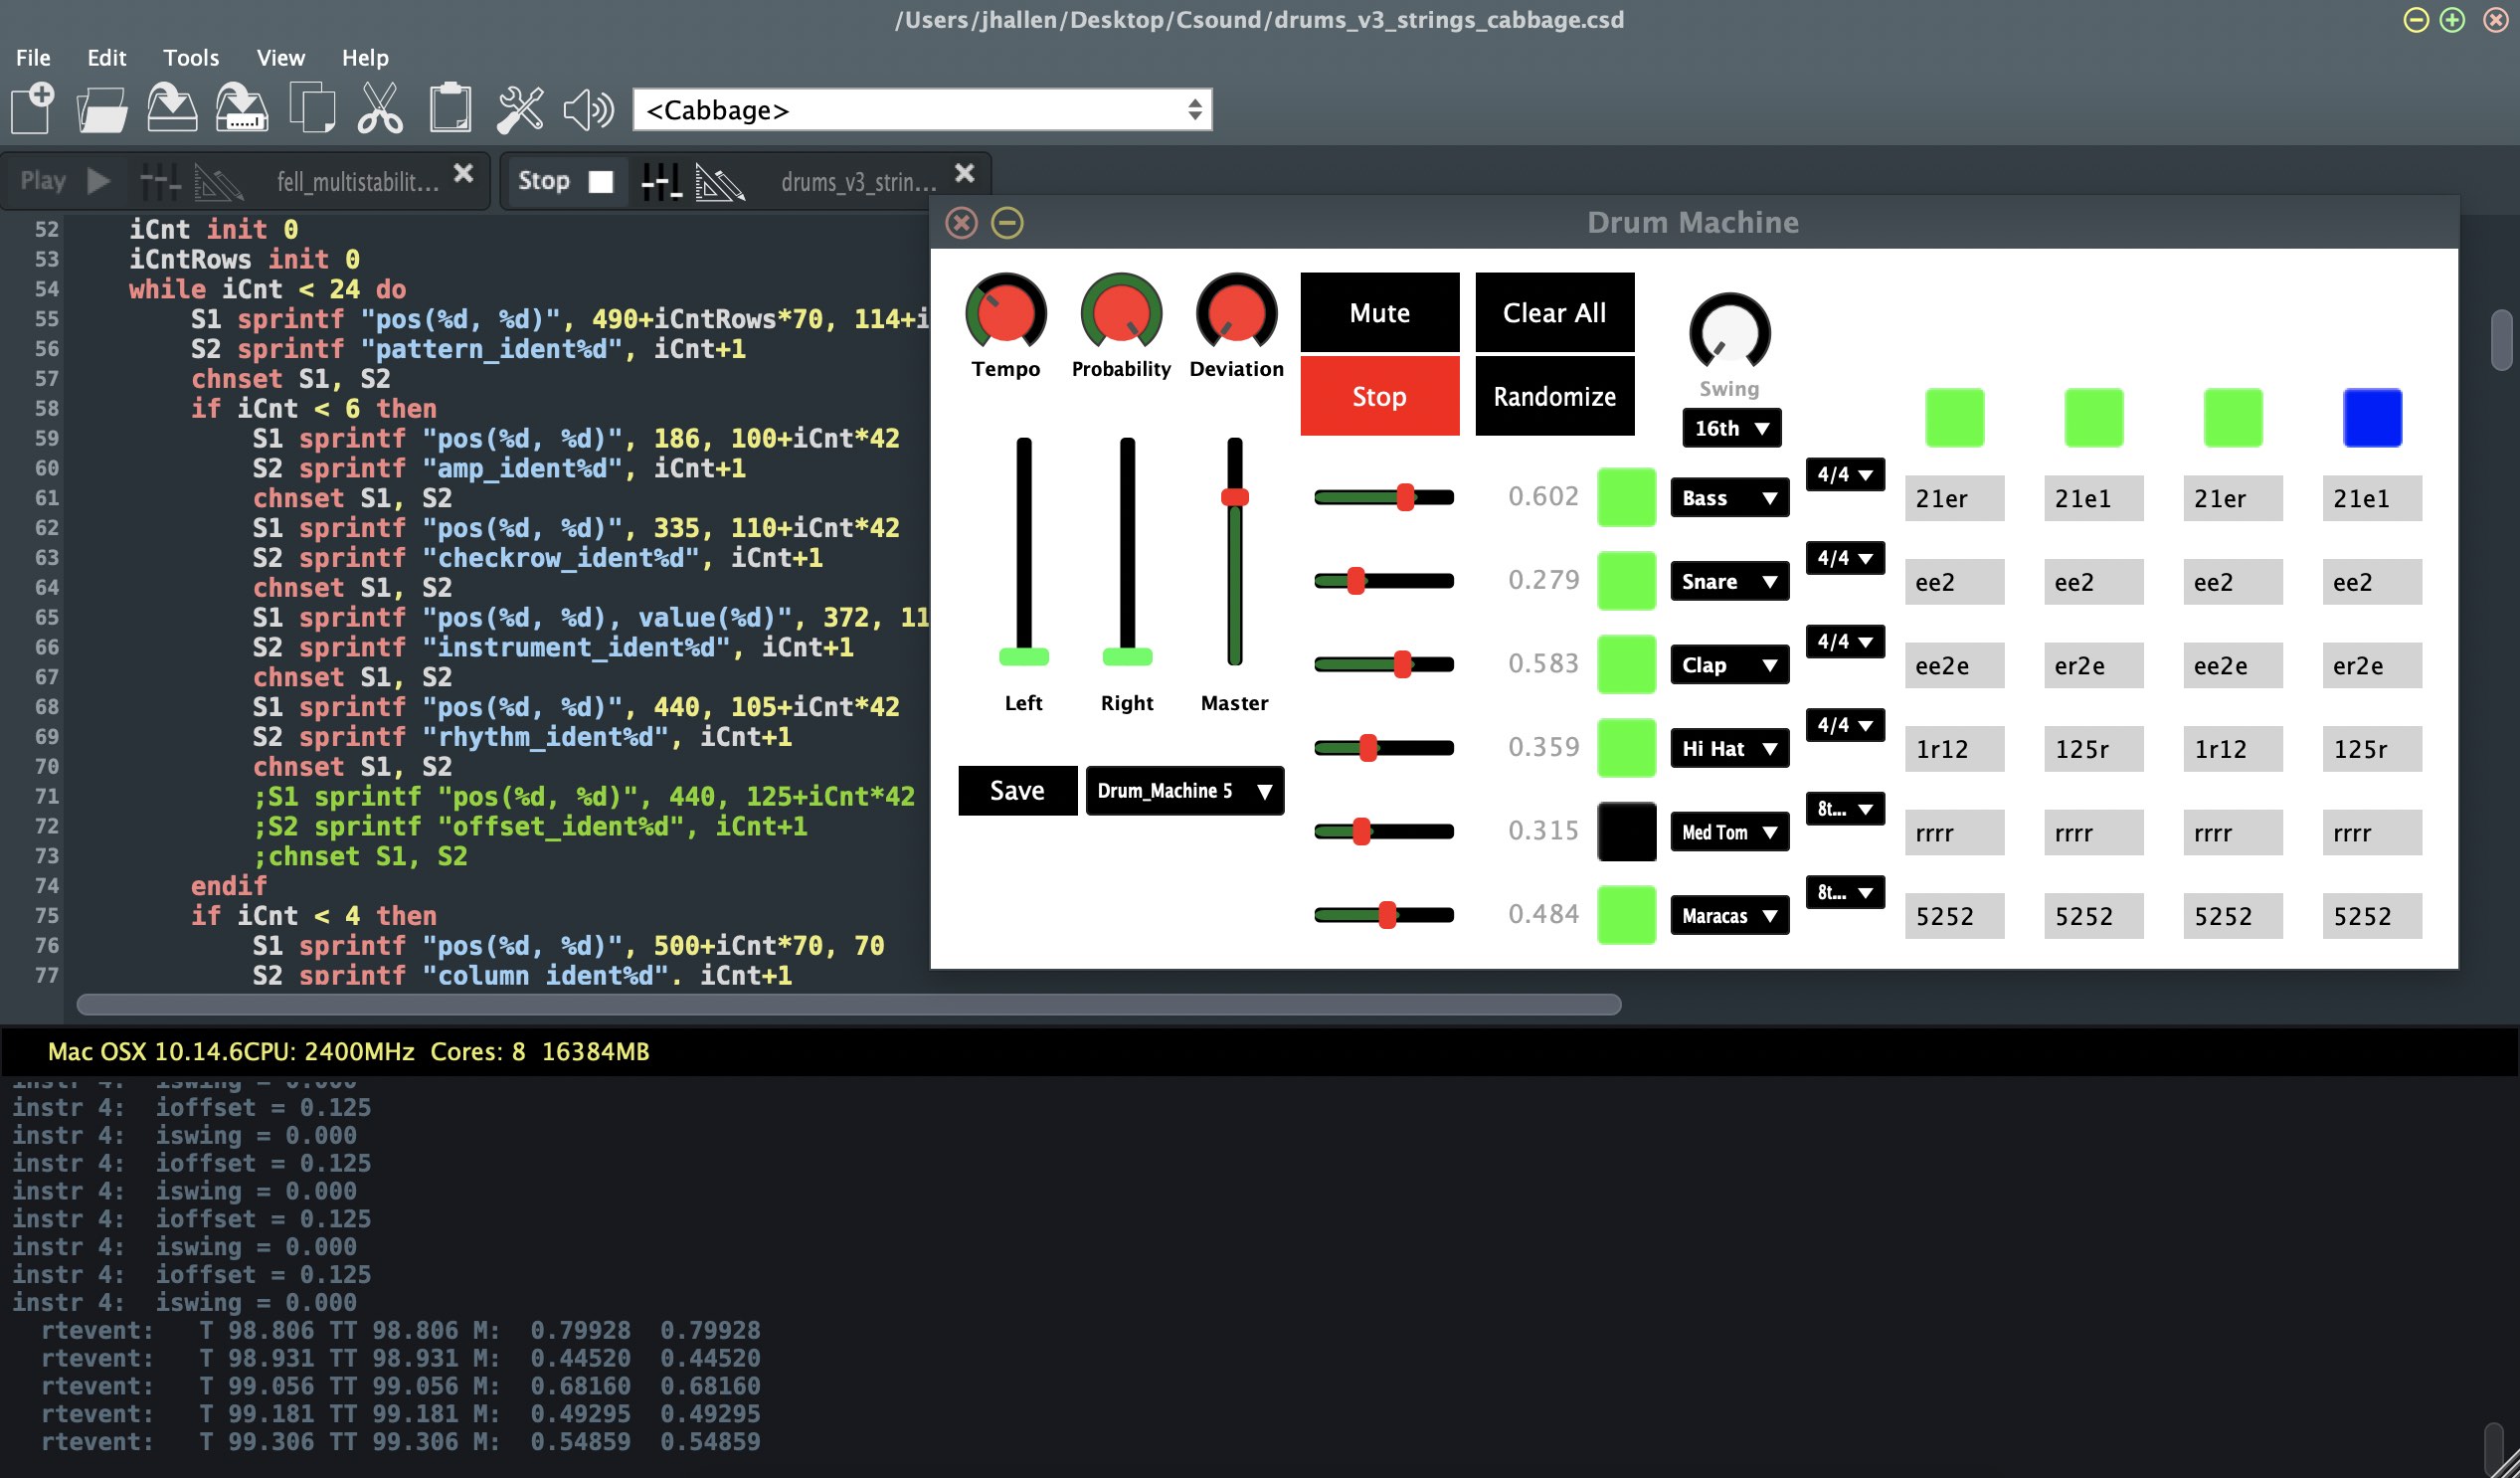 /Users/jhallen/Desktop/Csound/drums_v3_strings_cabbage.csd
File Edit Tools View Help
<Cabbage>
Play fell_multistabilit... Stop drums_v3_strin...
52 iCnt init 0
53 iCntRows init 0
54 while iCnt < 24 do
55 S1 sprintf "pos(%d, %d)", 490+iCntRows*70, 114+i
56 S2 sprintf "pattern_ident%d", iCnt+1
57 chnset S1, S2
58 if iCnt < 6 then
59 S1 sprintf "pos(%d, %d)", 186, 100+iCnt*42
60 S2 sprintf "amp_ident%d", iCnt+1
61 chnset S1, S2
62 S1 sprintf "pos(%d, %d)", 335, 110+iCnt*42
63 S2 sprintf "checkrow_ident%d", iCnt+1
64 chnset S1, S2
65 S1 sprintf "pos(%d, %d), value(%d)", 372, 11
66 S2 sprintf "instrument_ident%d", iCnt+1
67 chnset S1, S2
68 S1 sprintf "pos(%d, %d)", 440, 105+iCnt*42
69 S2 sprintf "rhythm_ident%d", iCnt+1
70 chnset S1, S2
71 ;S1 sprintf "pos(%d, %d)", 440, 125+iCnt*42
72 ;S2 sprintf "offset_ident%d", iCnt+1
73 ;chnset S1, S2
74 endif
75 if iCnt < 4 then
76 S1 sprintf "pos(%d, %d)", 500+iCnt*70, 70
77 S2 sprintf "column_ident%d", iCnt+1
Drum Machine
Mute Clear All
Tempo Probability Deviation
Stop Randomize
Swing
16th
0.602 Bass 4/4 21er 21e1 21er 21e1
0.279 Snare 4/4 ee2 ee2 ee2 ee2
0.583 Clap 4/4 ee2e er2e ee2e er2e
Left Right Master
0.359 Hi Hat 4/4 1r12 125r 1r12 125r
Save Drum_Machine 5
0.315 Med Tom 8t... rrrr rrrr rrrr rrrr
0.484 Maracas 8t... 5252 5252 5252 5252
Mac OSX 10.14.6CPU: 2400MHz Cores: 8 16384MB
instr 4: iswing = 0.000
instr 4: ioffset = 0.125
instr 4: iswing = 0.000
instr 4: ioffset = 0.125
instr 4: iswing = 0.000
instr 4: ioffset = 0.125
instr 4: iswing = 0.000
instr 4: ioffset = 0.125
instr 4: iswing = 0.000
rtevent: T 98.806 TT 98.806 M: 0.79928 0.79928
rtevent: T 98.931 TT 98.931 M: 0.44520 0.44520
rtevent: T 99.056 TT 99.056 M: 0.68160 0.68160
rtevent: T 99.181 TT 99.181 M: 0.49295 0.49295
rtevent: T 99.306 TT 99.306 M: 0.54859 0.54859